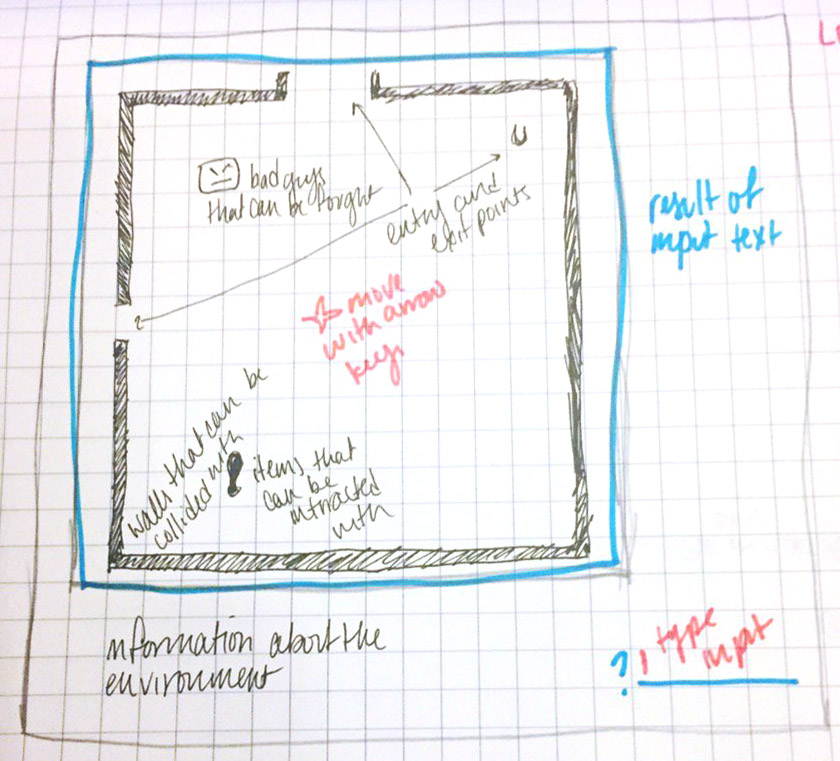 bad guys
that can be fought
entry and
exit points
result of
input text
move
with arrow
keys
walls that can be
collided with
items that
can be
intracted
with
information about the
environment
? type
input